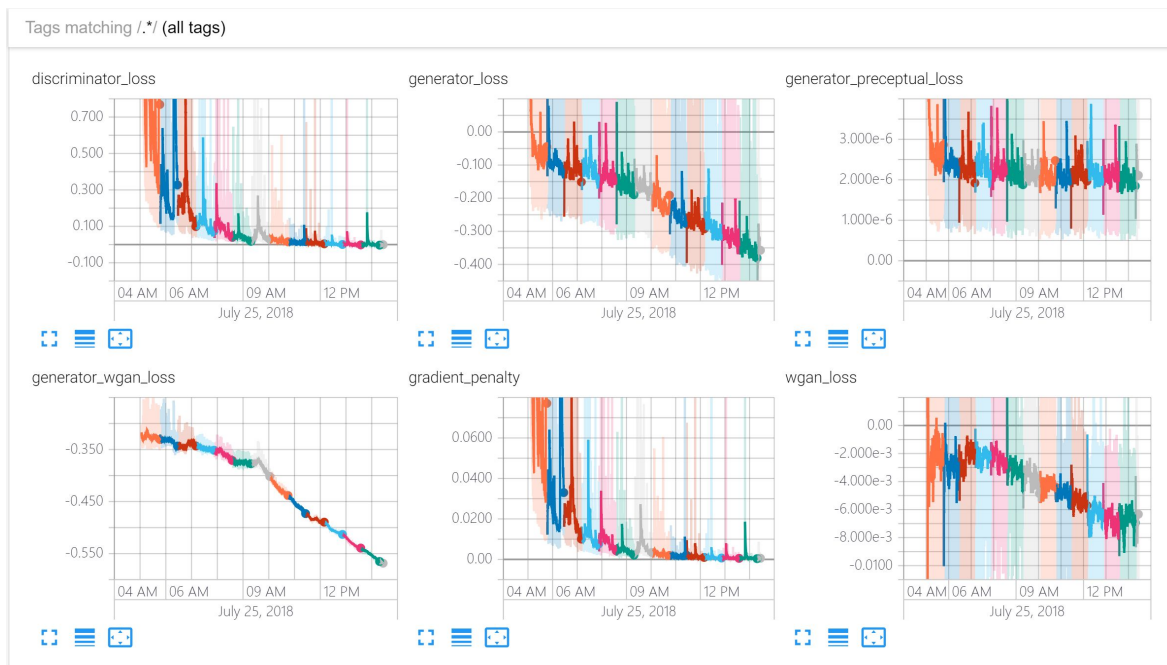 Tags matching /.*/ (all tags)
discriminator_loss
0.700
0.500
0.300
0.100
-0.100
04 AM 06 AM 09 AM 12 PM
July 25, 2018
generator_loss
0.00
-0.100
-0.200
-0.300
-0.400
04 AM 06 AM 09 AM 12 PM
July 25, 2018
generator_preceptual_loss
3.000e-6
2.000e-6
1.000e-6
0.00
04 AM 06 AM 09 AM 12 PM
July 25, 2018
generator_wgan_loss
-0.350
-0.450
-0.550
04 AM 06 AM 09 AM 12 PM
July 25, 2018
gradient_penalty
0.0600
0.0400
0.0200
0.00
04 AM 06 AM 09 AM 12 PM
July 25, 2018
wgan_loss
0.00
-2.000e-3
-4.000e-3
-6.000e-3
-8.000e-3
-0.0100
04 AM 06 AM 09 AM 12 PM
July 25, 2018